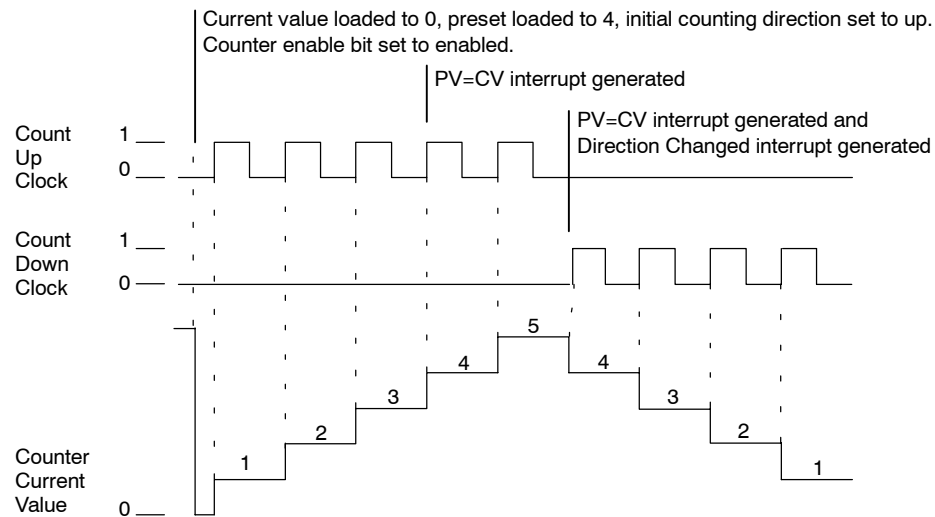 Current value loaded to 0, preset loaded to 4, initial counting direction set to up.
Counter enable bit set to enabled.
PV=CV interrupt generated
PV=CV interrupt generated and
Direction Changed interrupt generated
Count
Up
Clock
1
0
Count
Down
Clock
1
0
5
4
4
3
3
2
2
1
1
Counter
Current
Value
0